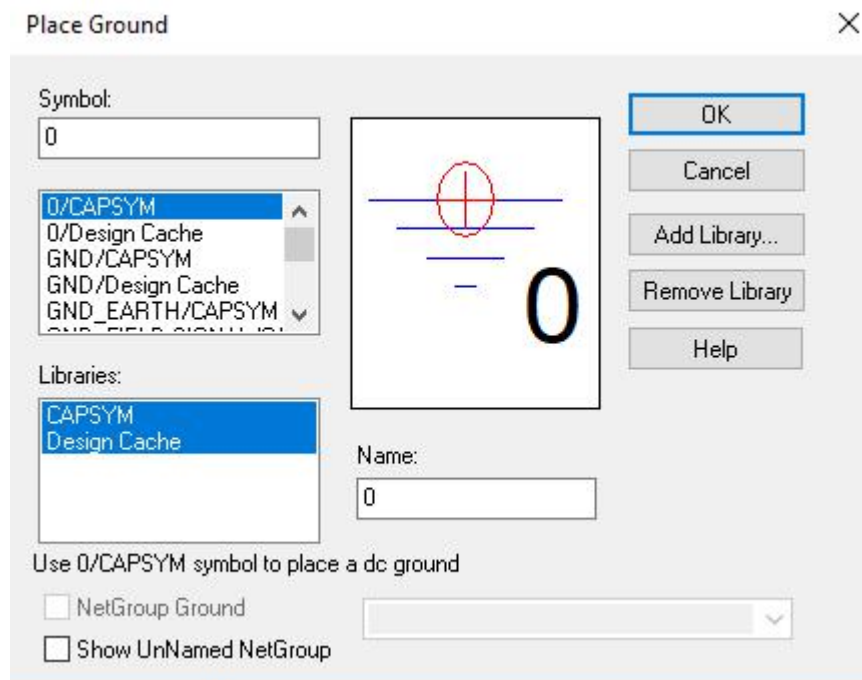 Place Ground
Symbol:
0
0/CAPSYM
0/Design Cache
GND/CAPSYM
GND/Design Cache
GND_EARTH/CAPSYM
0
OK
Cancel
Add Library...
Remove Library
Help
Libraries:
CAPSYM
Design Cache
Name:
0
Use 0/CAPSYM symbol to place a dc ground
NetGroup Ground
Show UnNamed NetGroup